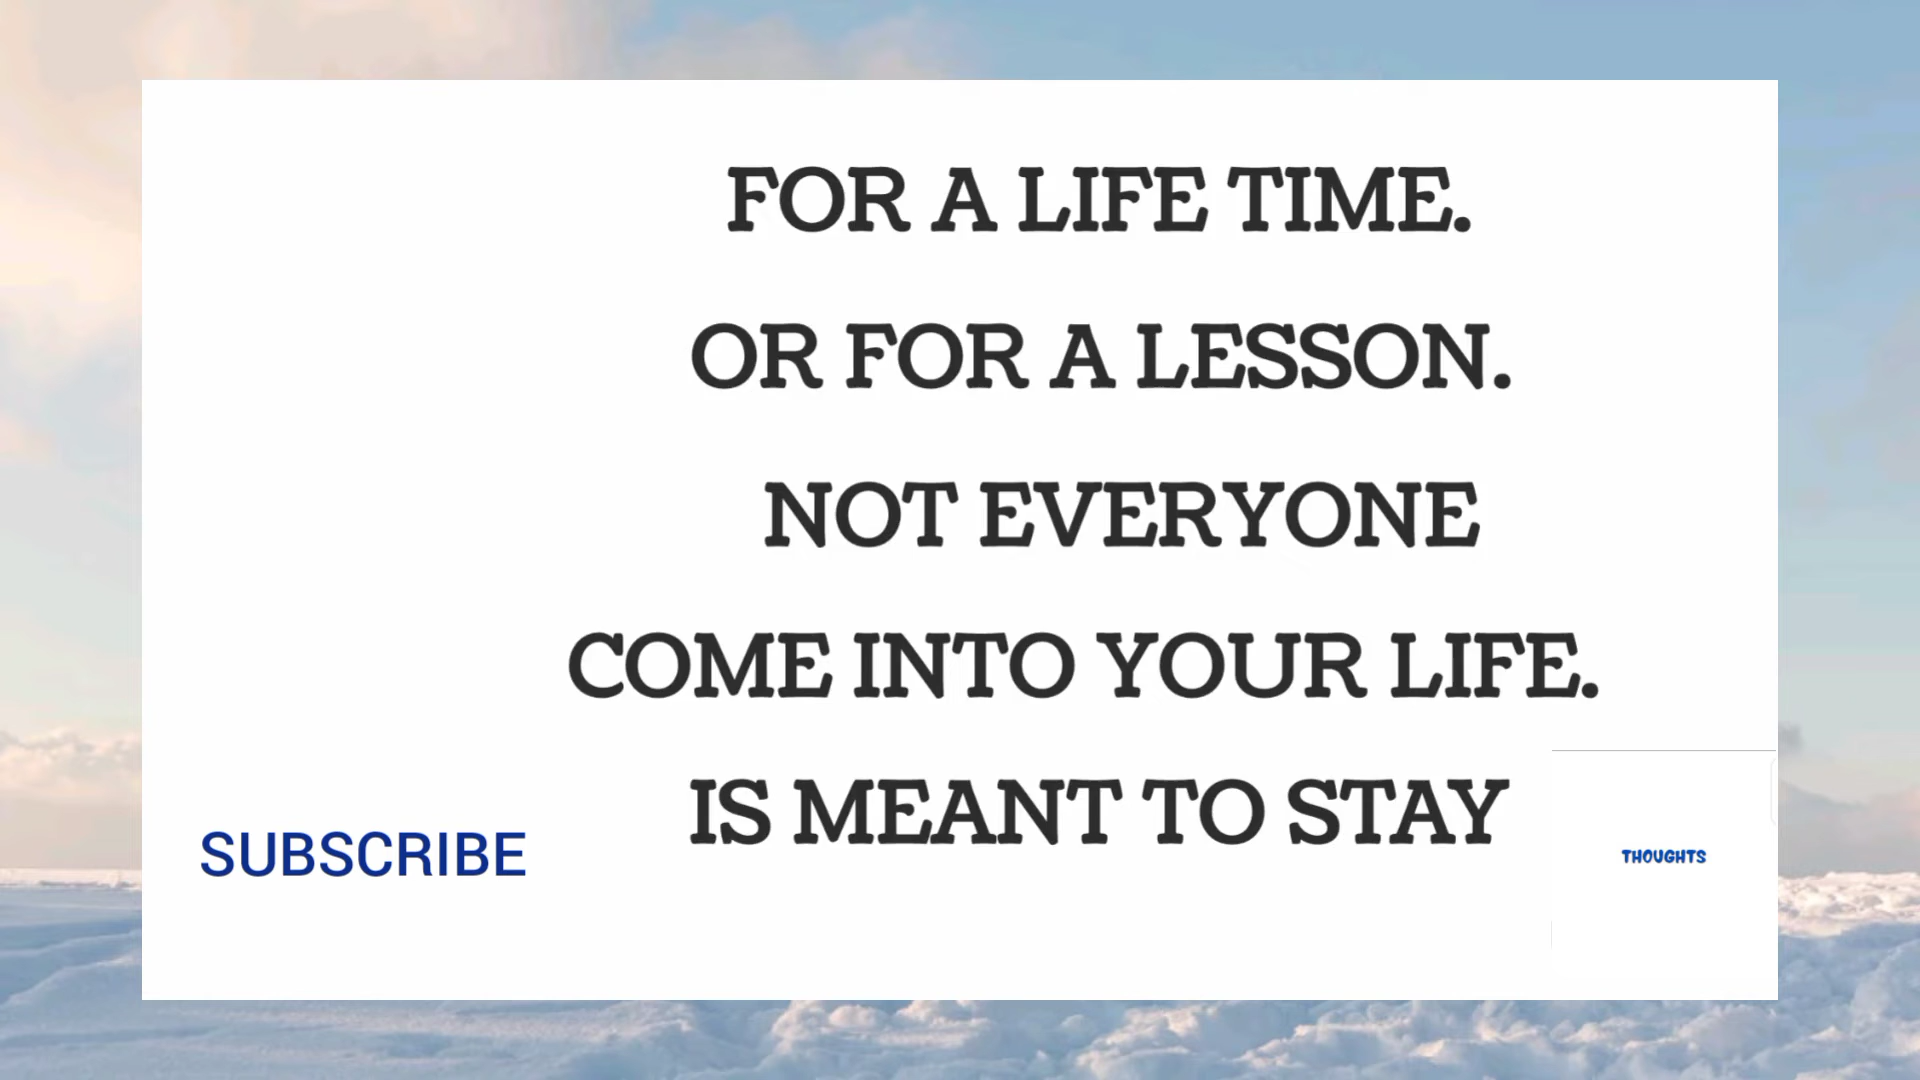 FOR A LIFE TIME.
OR FOR A LESSON.
NOT EVERYONE
COME INTO YOUR LIFE.
IS MEANT TO STAY
SUBSCRIBE
THOUGHTS